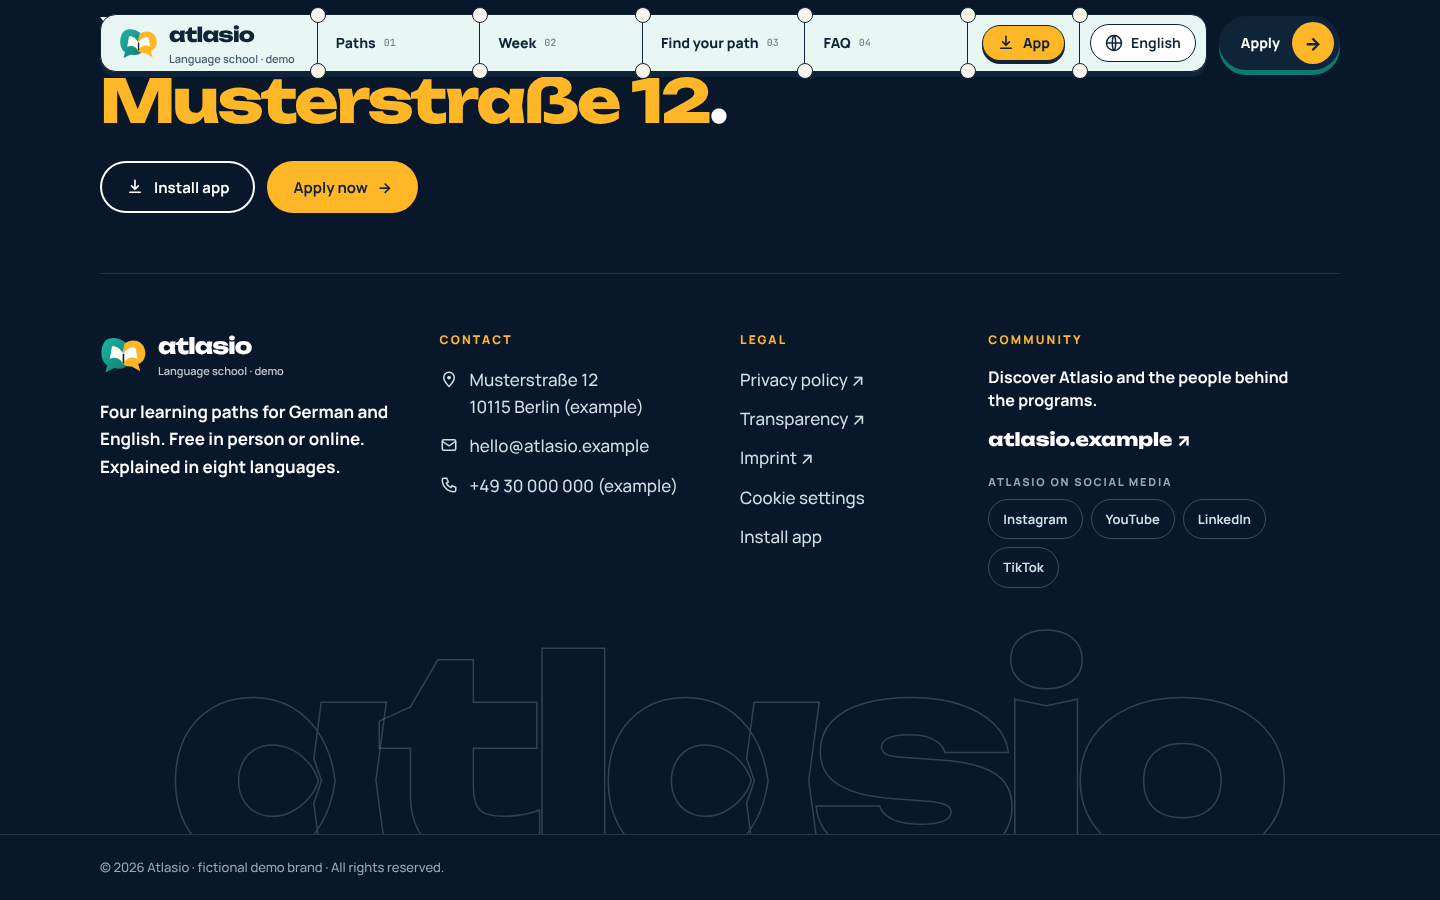 atlasio
Language school · demo
Paths 01
Week 02
Find your path 03
FAQ 04
App
English
Apply →
Musterstraße 12.
Install app
Apply now →
atlasio
Language school · demo
Four learning paths for German and
English. Free in person or online.
Explained in eight languages.
CONTACT
Musterstraße 12
10115 Berlin (example)
hello@atlasio.example
+49 30 000 000 (example)
LEGAL
Privacy policy ↗
Transparency ↗
Imprint ↗
Cookie settings
Install app
COMMUNITY
Discover Atlasio and the people behind
the programs.
atlasio.example ↗
ATLASIO ON SOCIAL MEDIA
Instagram
YouTube
LinkedIn
TikTok
atlasio
© 2026 Atlasio · fictional demo brand · All rights reserved.